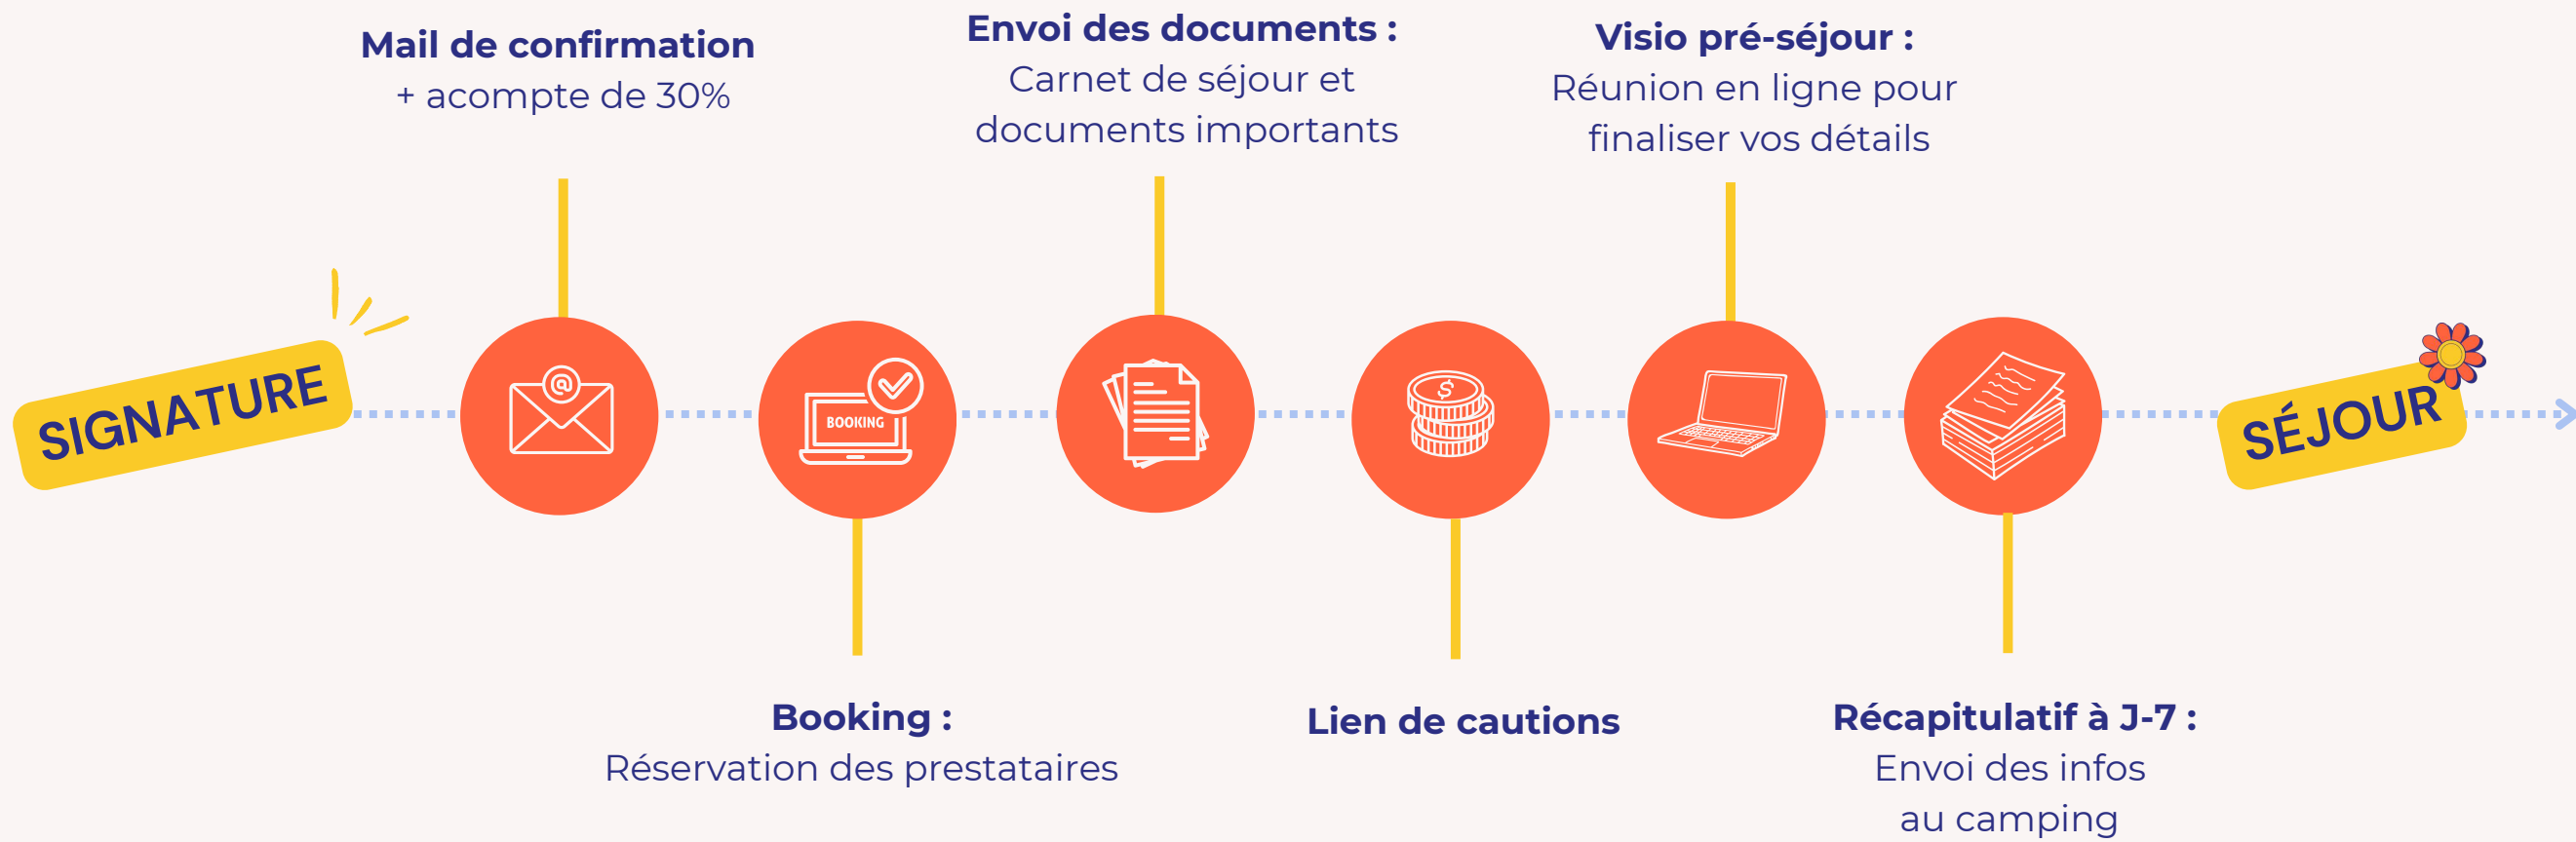 SIGNATURE
Mail de confirmation
+ acompte de 30%
@
BOOKING
Booking :
Réservation des prestataires
Envoi des documents :
Carnet de séjour et
documents importants
$
Lien de cautions
Visio pré-séjour :
Réunion en ligne pour
finaliser vos détails
Récapitulatif à J-7 :
Envoi des infos
au camping
SÉJOUR